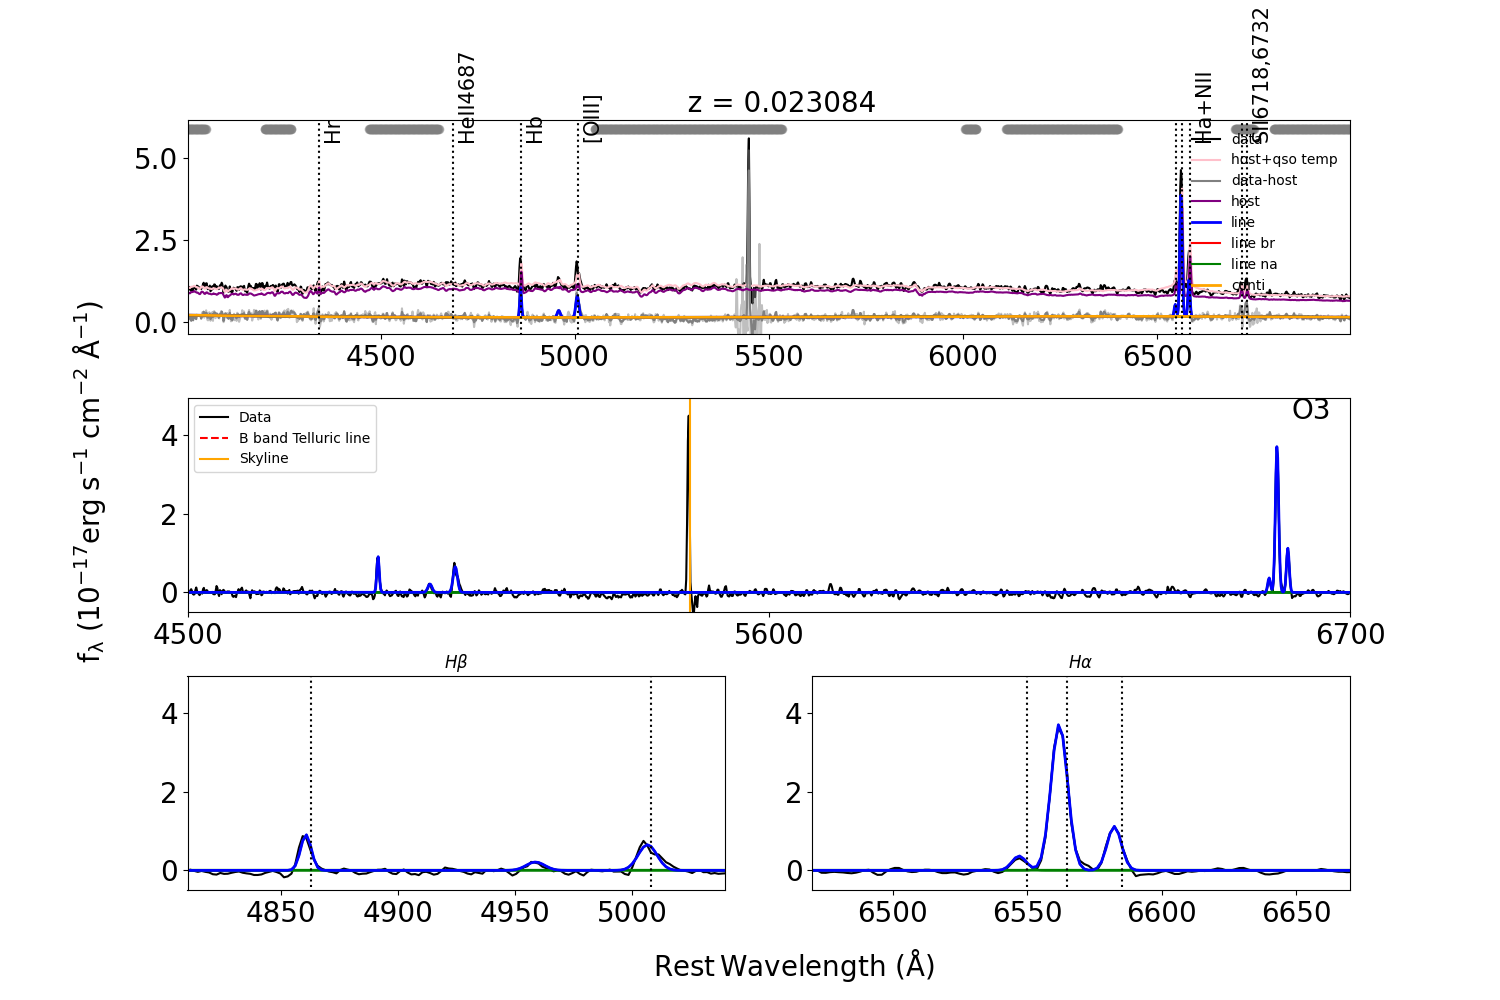 z = 0.023084
Hr
HeII4687
Hb
[OIII]
Ha+NII
SII6718,6732
data
host+qso temp
data-host
host
line
line br
line na
conti
5.0
2.5
0.0
4500 5000 5500 6000 6500
O3
Data
B band Telluric line
Skyline
4
2
0
4500 5600 6700
fλ (10⁻¹⁷erg s⁻¹ cm⁻² Å⁻¹)
Hβ
4
2
0
4850 4900 4950 5000
Hα
4
2
0
6500 6550 6600 6650
Rest Wavelength (Å)